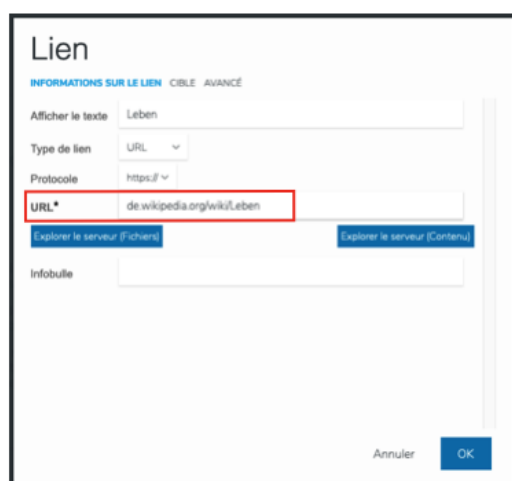 Lien
INFORMATIONS SUR LE LIEN CIBLE AVANCÉ
Afficher le texte Leben
Type de lien URL
Protocole https://
URL* de.wikipedia.org/wiki/Leben
Explorer le serveur (Fichiers) Explorer le serveur (Contenu)
Infobulle
Annuler OK